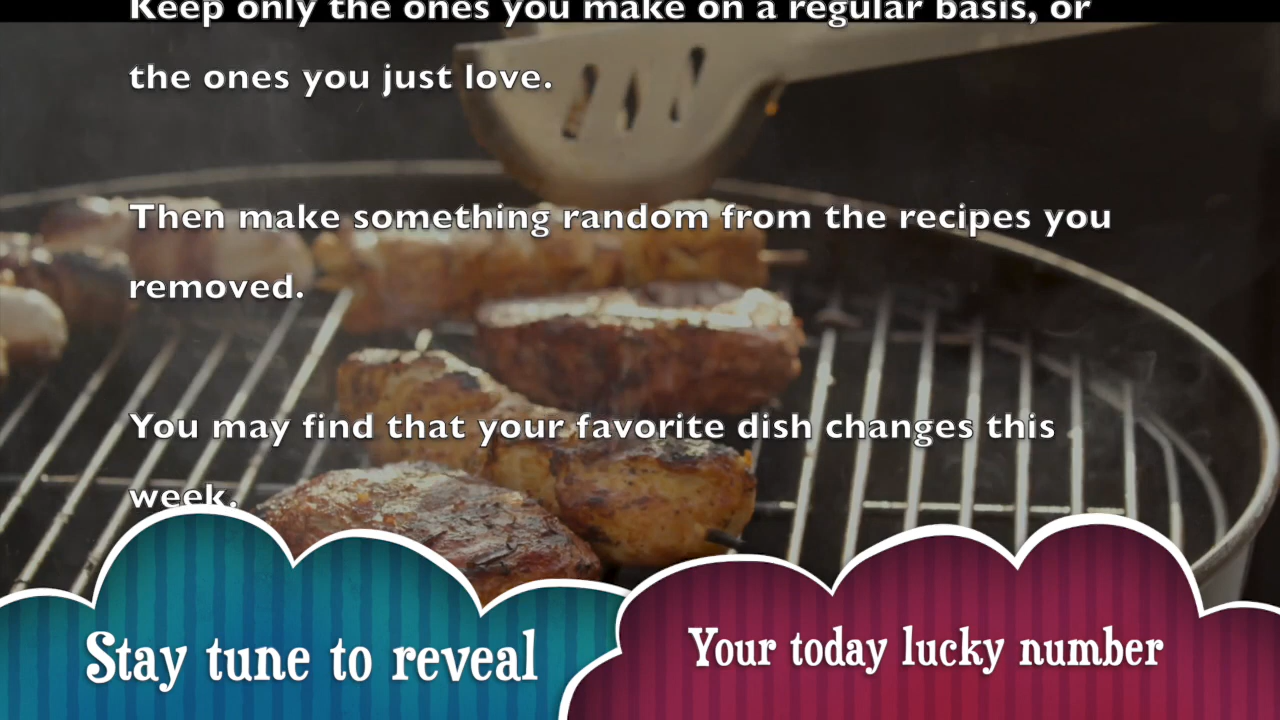 Keep only the ones you make on a regular basis, or
the ones you just love.
Then make something random from the recipes you
removed.
You may find that your favorite dish changes this
week.
Stay tune to reveal
Your today lucky number